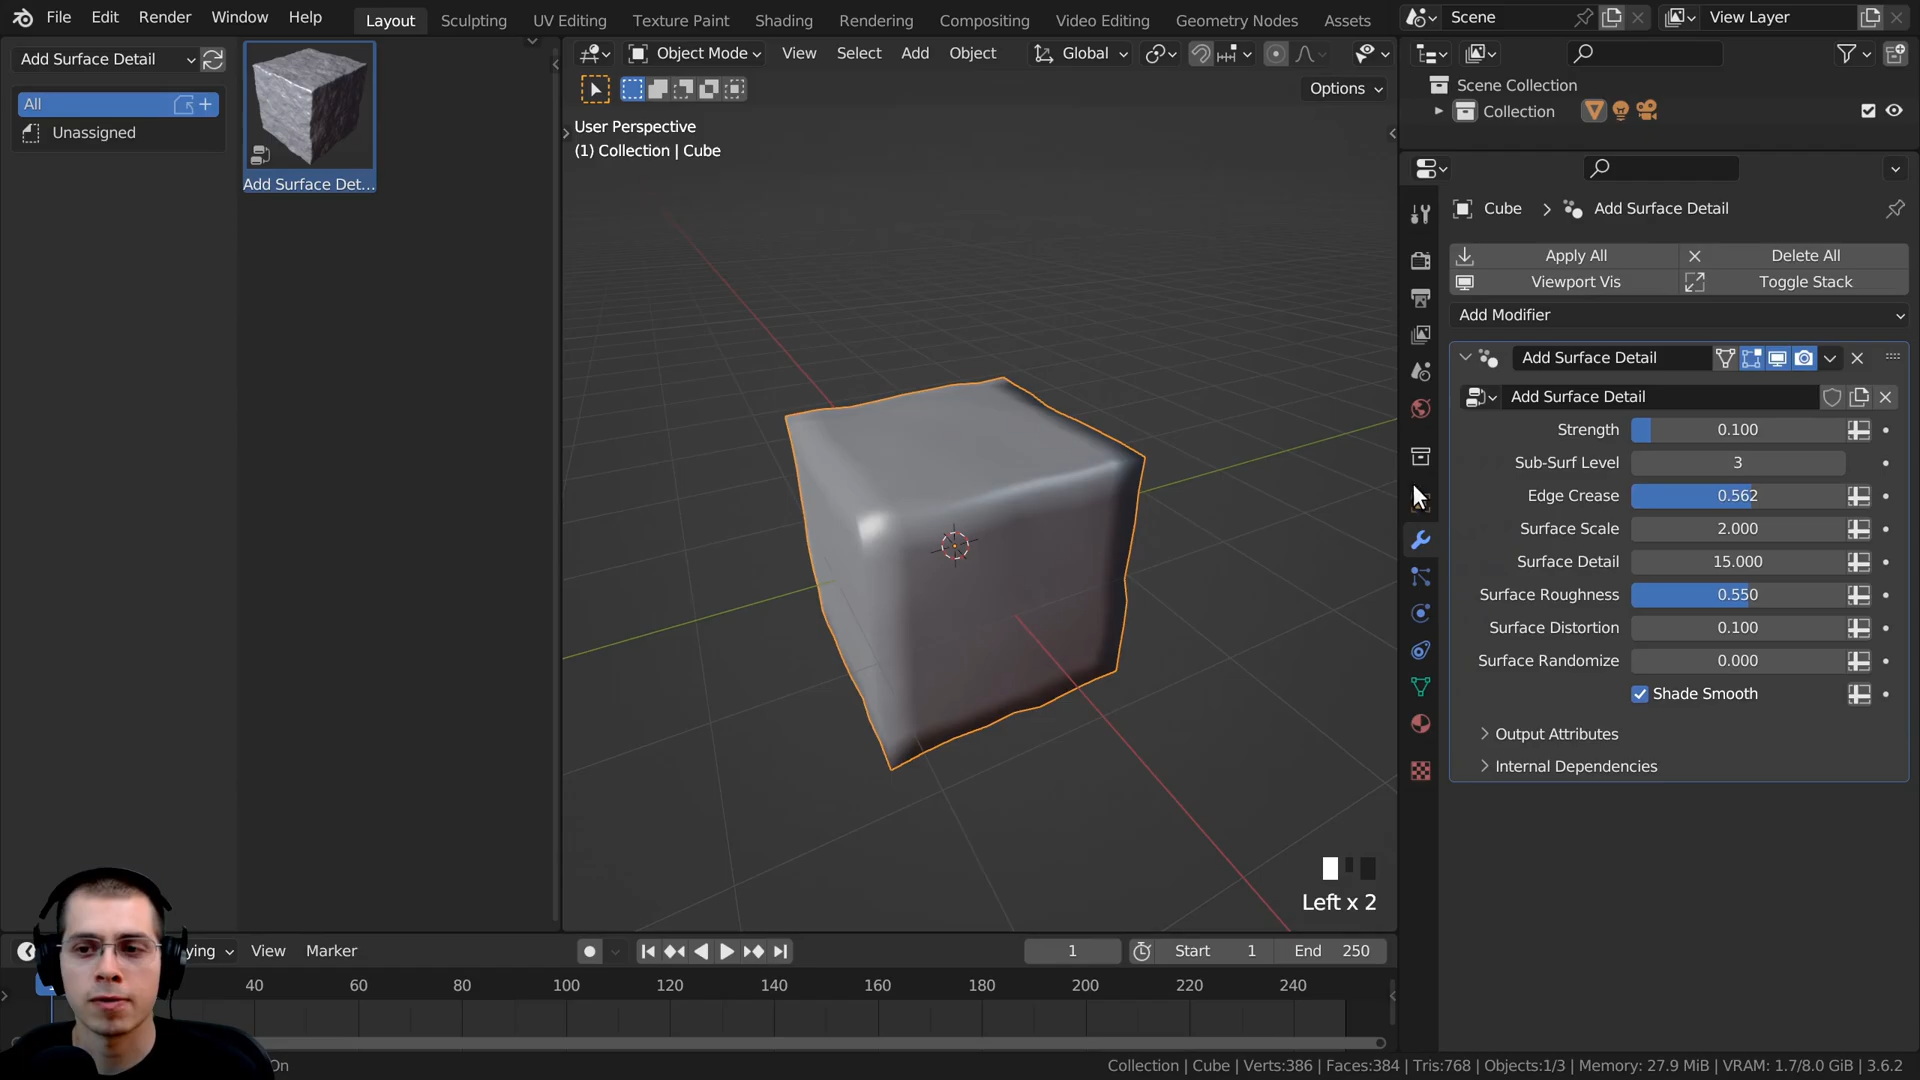 File Edit Render Window Help
Layout Sculpting UV Editing Texture Paint Shading Rendering Compositing Video Editing Geometry Nodes Assets
Scene
View Layer
Add Surface Detail
All
Unassigned
Add Surface Det...
Object Mode View Select Add Object Global
Options
User Perspective
(1) Collection | Cube
Left x 2
Scene Collection
Collection
Cube > Add Surface Detail
Apply All Delete All
Viewport Vis Toggle Stack
Add Modifier
Add Surface Detail
Add Surface Detail
Strength 0.100
Sub-Surf Level 3
Edge Crease 0.562
Surface Scale 2.000
Surface Detail 15.000
Surface Roughness 0.550
Surface Distortion 0.100
Surface Randomize 0.000
Shade Smooth
Output Attributes
Internal Dependencies
View Marker
1 Start 1 End 250
40 60 80 100 120 140 160 180 200 220 240
Collection | Cube | Verts:386 | Faces:384 | Tris:768 | Objects:1/3 | Memory: 27.9 MiB | VRAM: 1.7/8.0 GiB | 3.6.2